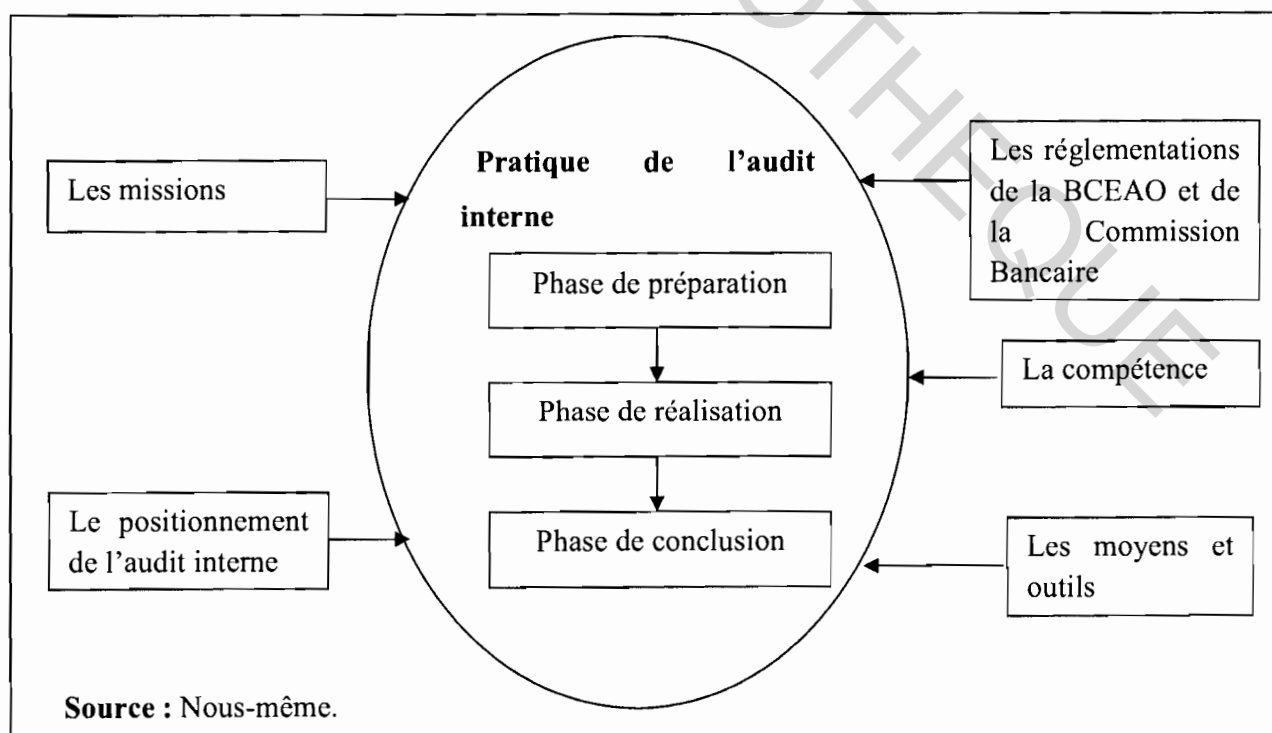 Les missions
Le positionnement
de l'audit interne
Pratique de l'audit
interne
Phase de préparation
Phase de réalisation
Phase de conclusion
Les réglementations
de la BCEAO et de
la Commission
Bancaire
La compétence
Les moyens et
outils
Source : Nous-même.
OTHEQUE